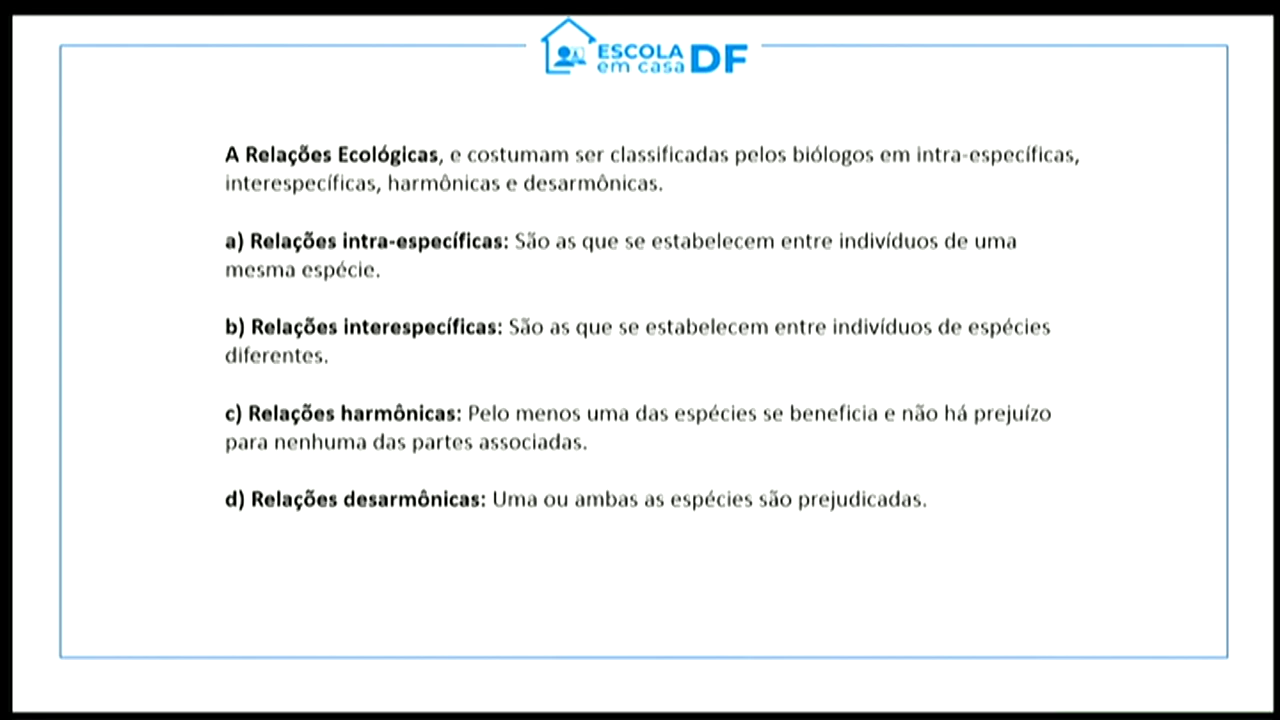 ESCOLA
em casa DF
A Relações Ecológicas, e costumam ser classificadas pelos biólogos em intra-específicas,
interespecíficas, harmônicas e desarmônicas.
a) Relações intra-específicas: São as que se estabelecem entre indivíduos de uma
mesma espécie.
b) Relações interespecíficas: São as que se estabelecem entre indivíduos de espécies
diferentes.
c) Relações harmônicas: Pelo menos uma das espécies se beneficia e não há prejuízo
para nenhuma das partes associadas.
d) Relações desarmônicas: Uma ou ambas as espécies são prejudicadas.